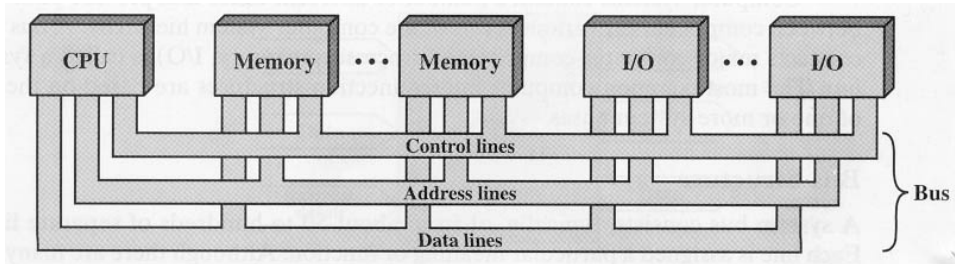 CPU Memory ••• Memory I/O ••• I/O
Control lines
Address lines
Bus
Data lines